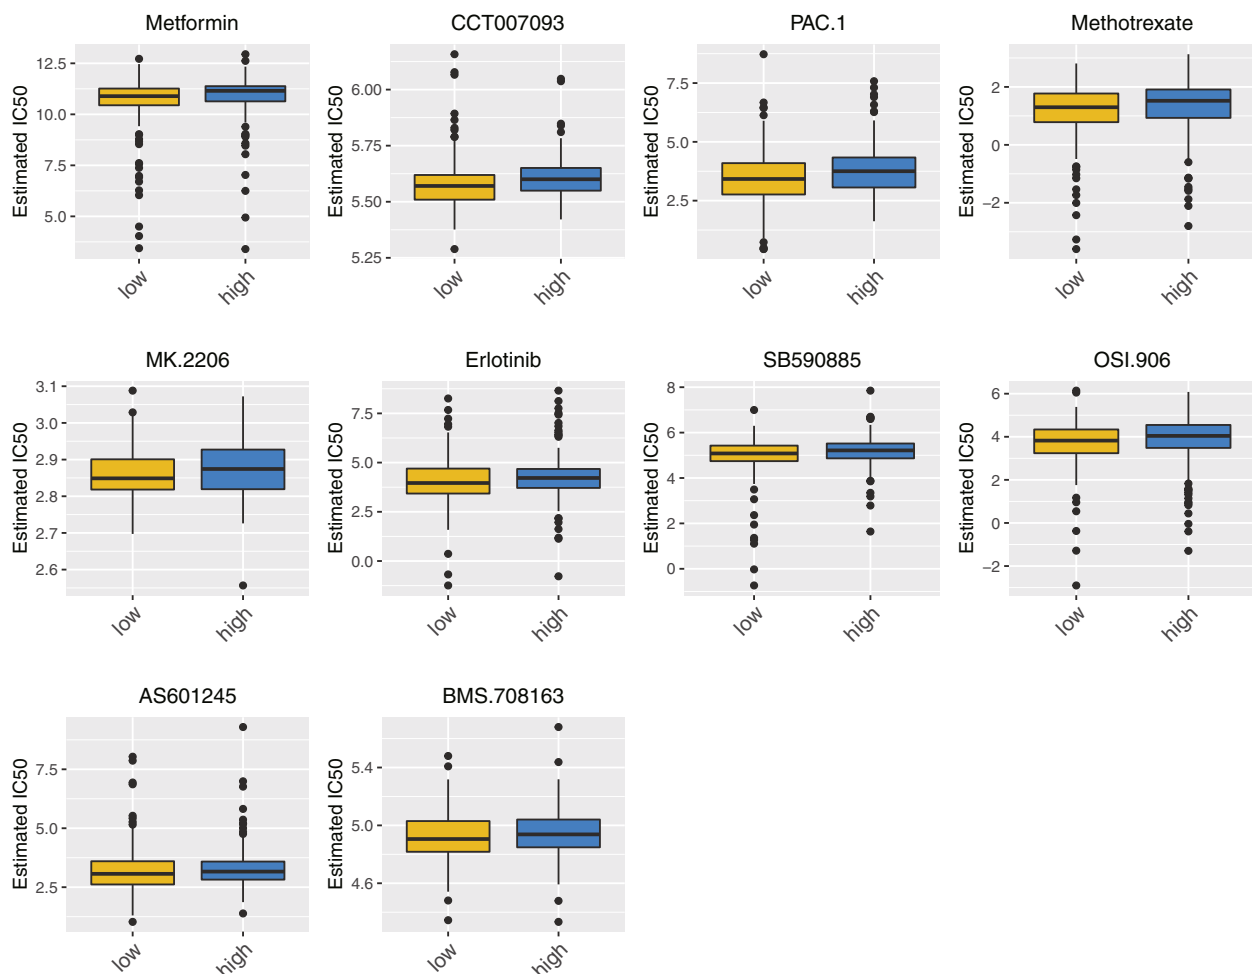 Metformin
Estimated IC50
12.5
10.0
7.5
5.0
low
high
CCT007093
Estimated IC50
6.00
5.75
5.50
5.25
low
high
PAC.1
Estimated IC50
7.5
5.0
2.5
low
high
Methotrexate
Estimated IC50
2
0
−2
low
high
MK.2206
Estimated IC50
3.1
3.0
2.9
2.8
2.7
2.6
low
high
Erlotinib
Estimated IC50
7.5
5.0
2.5
0.0
low
high
SB590885
Estimated IC50
8
6
4
2
0
low
high
OSI.906
Estimated IC50
6
4
2
0
−2
low
high
AS601245
Estimated IC50
7.5
5.0
2.5
low
high
BMS.708163
Estimated IC50
5.4
5.0
4.6
low
high